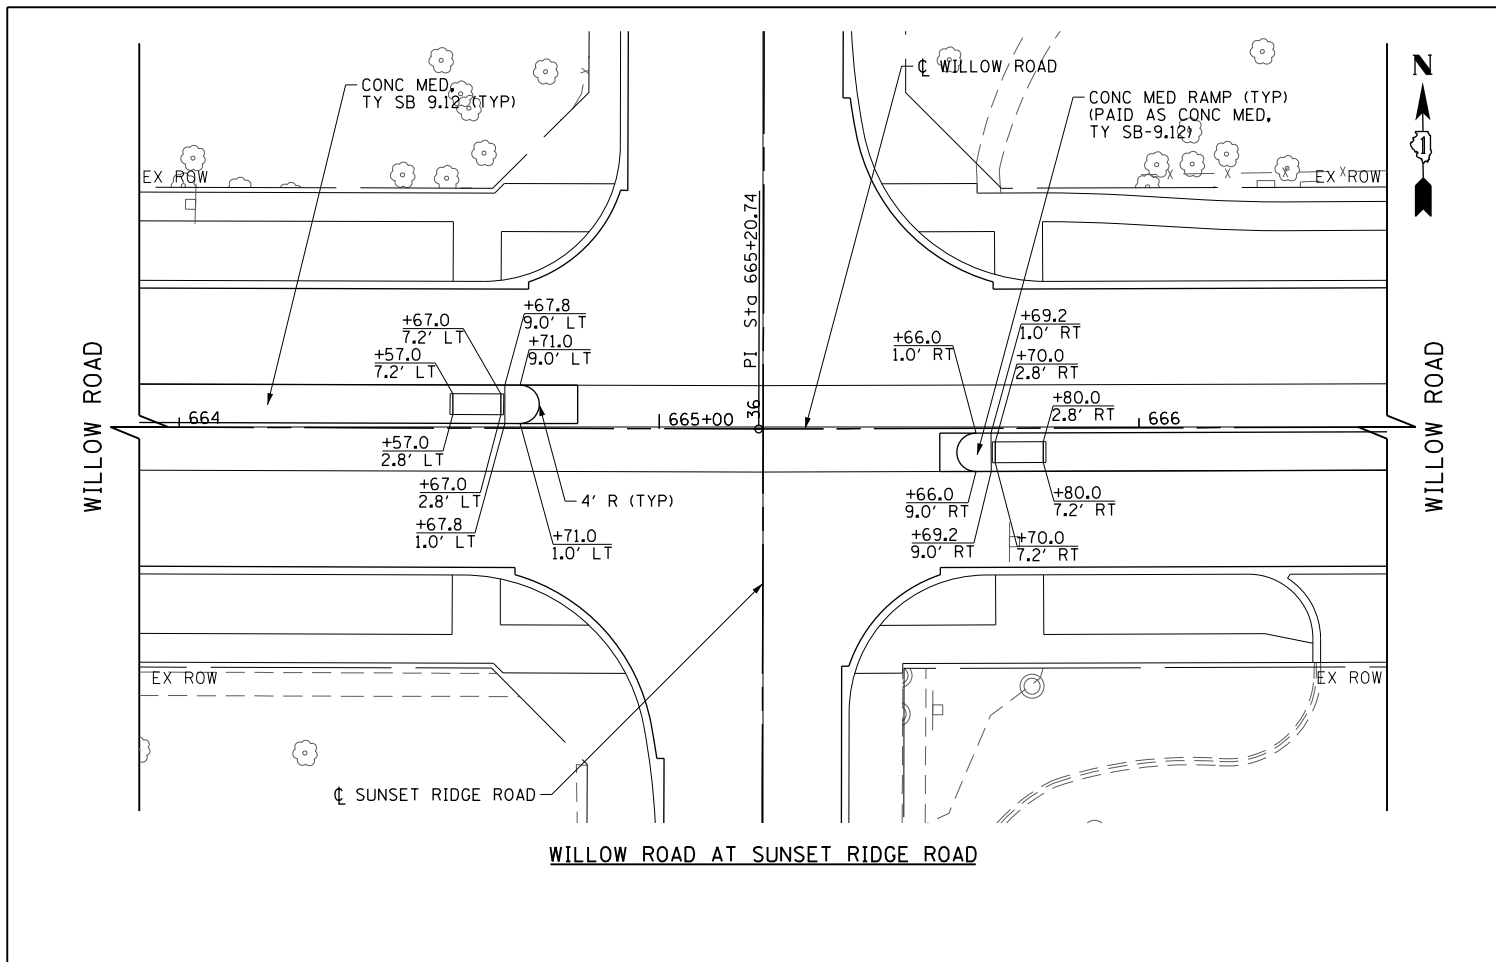 CONC MED,
TY SB 9.12 (TYP)
℄ WILLOW ROAD
CONC MED RAMP (TYP)
(PAID AS CONC MED,
TY SB-9.12)
N
1
EX ROW
X
X
X
X
X
EX ROW
PI Sta 665+20.74
36
+67.8
9.0' LT
+67.0
7.2' LT
+71.0
9.0' LT
+57.0
7.2' LT
+66.0
1.0' RT
+69.2
1.0' RT
+70.0
2.8' RT
+80.0
2.8' RT
WILLOW ROAD
WILLOW ROAD
664
665+00
666
+57.0
2.8' LT
+67.0
2.8' LT
+67.8
1.0' LT
4' R (TYP)
+71.0
1.0' LT
+66.0
9.0' RT
+69.2
9.0' RT
+80.0
7.2' RT
+70.0
7.2' RT
EX ROW
EX ROW
℄ SUNSET RIDGE ROAD
WILLOW ROAD AT SUNSET RIDGE ROAD